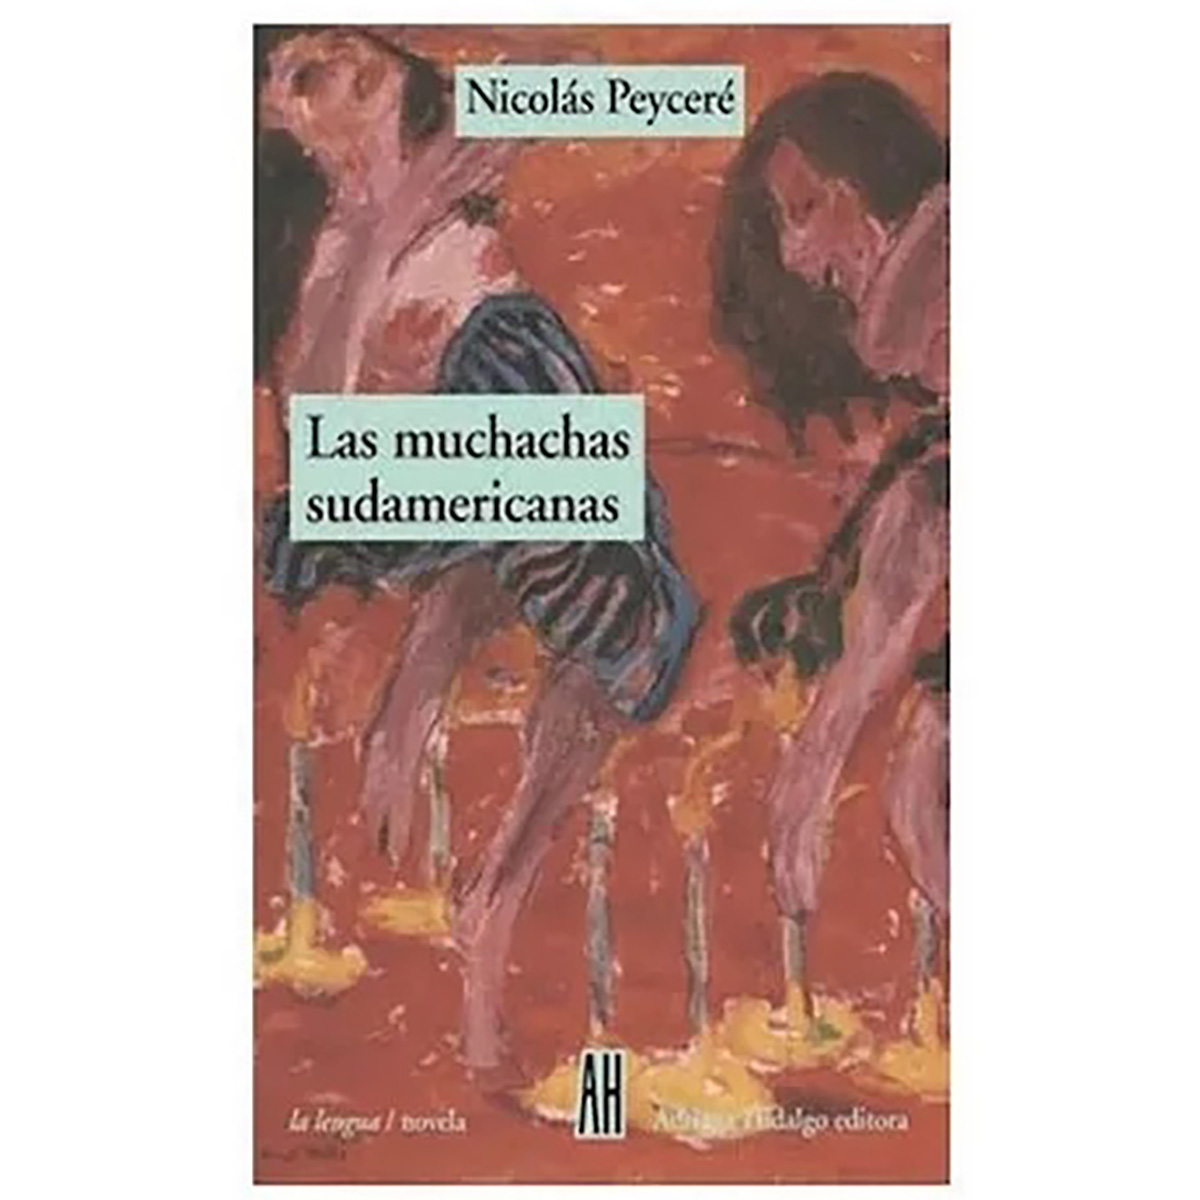 Nicolás Peyceré
Las muchachas
sudamericanas
AH
la lengua / novela
Adriana Hidalgo editora